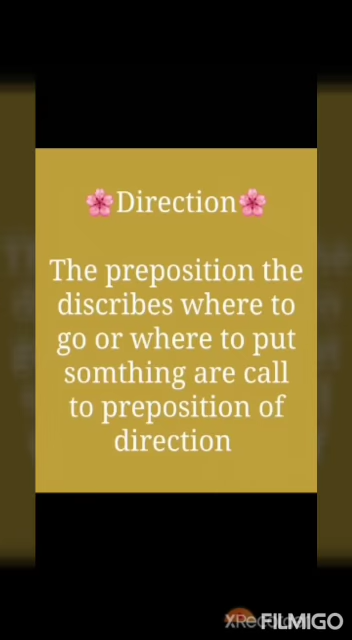 🌸Direction🌸
The preposition the
discribes where to
go or where to put
somthing are call
to preposition of
direction
FILMIGO